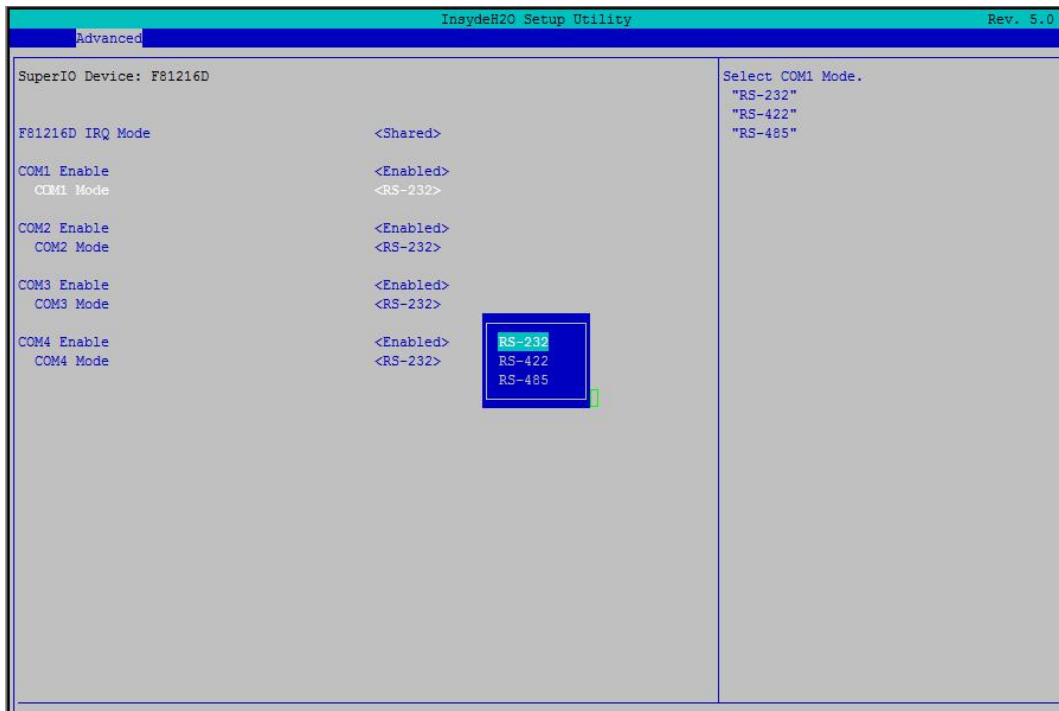 InsydeH2O Setup Utility Rev. 5.0
Advanced
SuperIO Device: F81216D
F81216D IRQ Mode <Shared>
COM1 Enable <Enabled>
COM1 Mode <RS-232>
COM2 Enable <Enabled>
COM2 Mode <RS-232>
COM3 Enable <Enabled>
COM3 Mode <RS-232>
COM4 Enable <Enabled>
COM4 Mode <RS-232>
RS-232
RS-422
RS-485
Select COM1 Mode.
"RS-232"
"RS-422"
"RS-485"